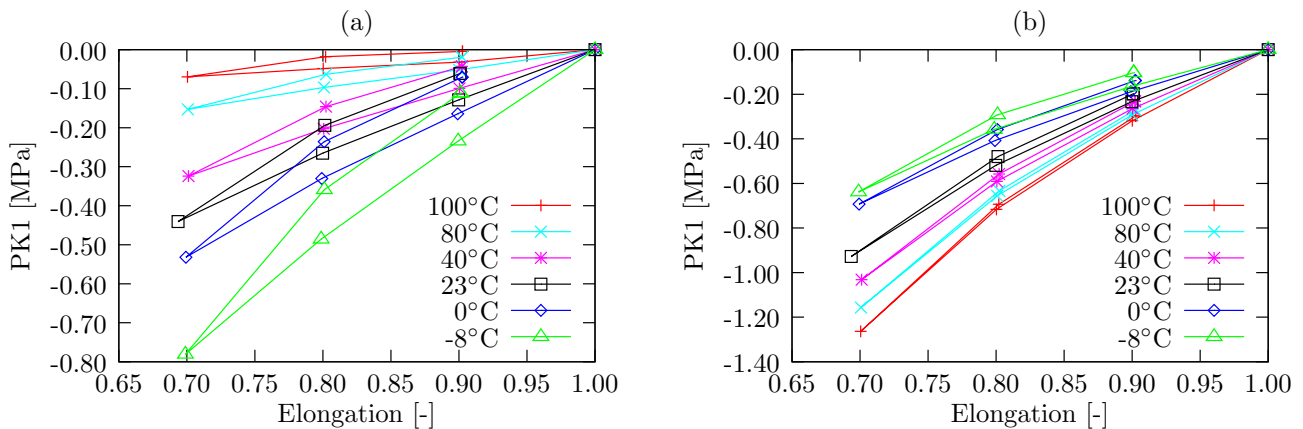 (a)
0.00
-0.10
-0.20
-0.30
-0.40
-0.50
-0.60
-0.70
-0.80
PK1 [MPa]
100°C
80°C
40°C
23°C
0°C
-8°C
0.65 0.70 0.75 0.80 0.85 0.90 0.95 1.00
Elongation [-]
(b)
0.00
-0.20
-0.40
-0.60
-0.80
-1.00
-1.20
-1.40
PK1 [MPa]
100°C
80°C
40°C
23°C
0°C
-8°C
0.65 0.70 0.75 0.80 0.85 0.90 0.95 1.00
Elongation [-]